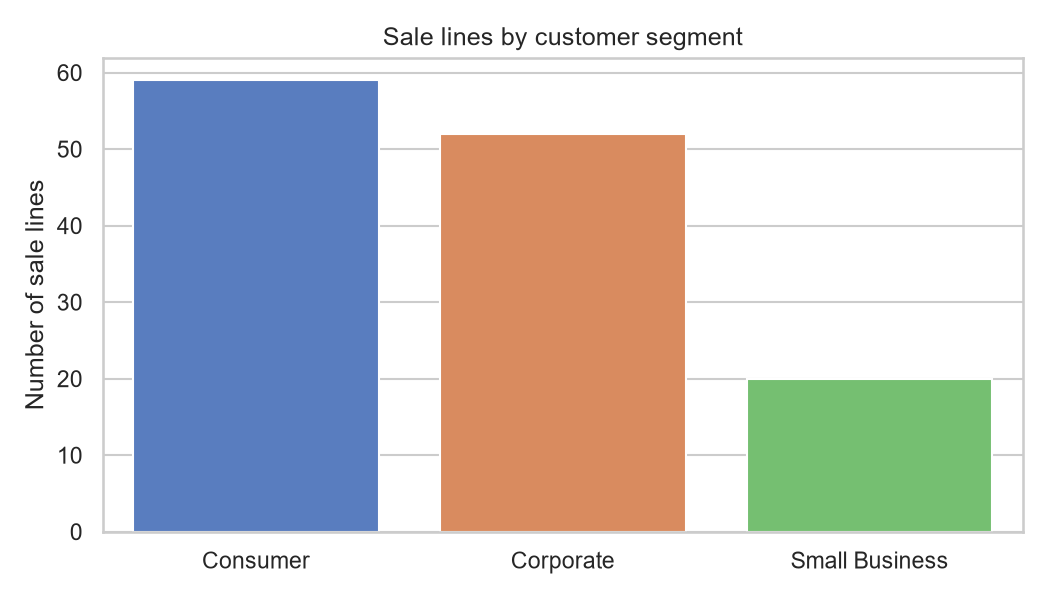 Sale lines by customer segment
Number of sale lines
60
50
40
30
20
10
0
Consumer
Corporate
Small Business